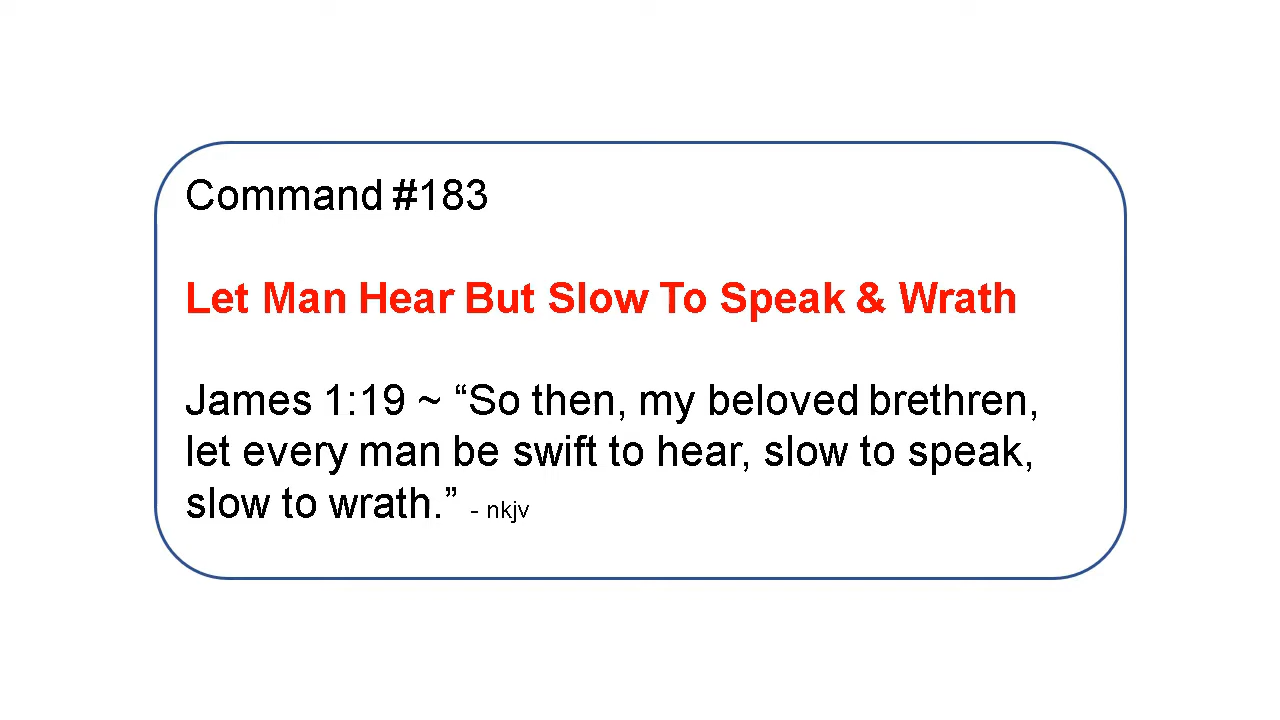 Command #183
Let Man Hear But Slow To Speak & Wrath
James 1:19 ~ “So then, my beloved brethren,
let every man be swift to hear, slow to speak,
slow to wrath.” - nkjv